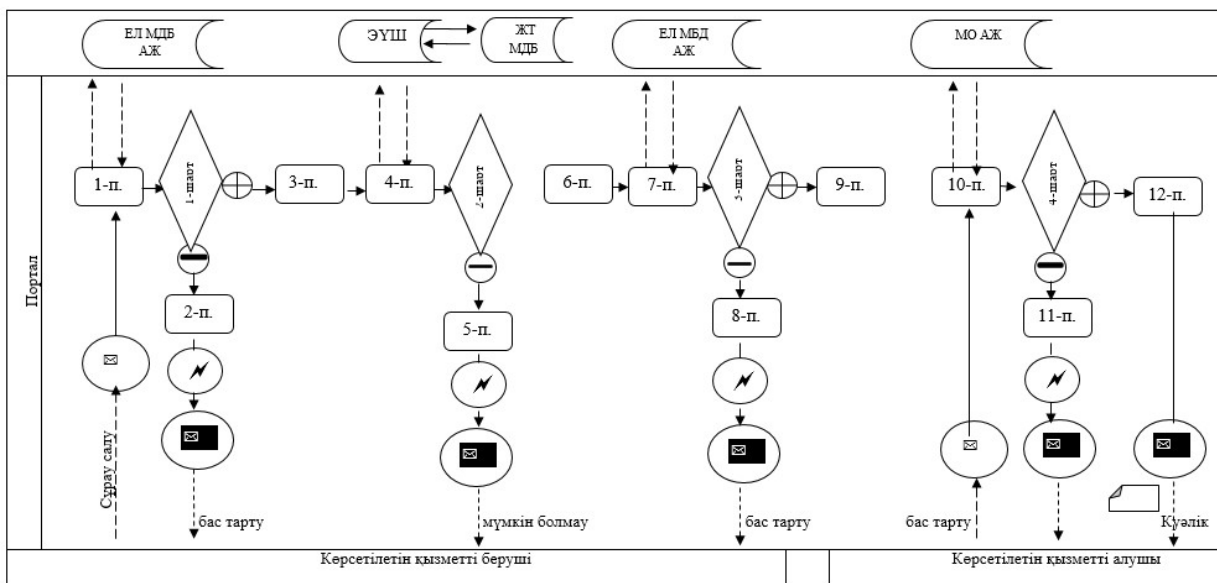 ЕЛ МДБ
АЖ
ЭҮШ
ЖТ
МДБ
ЕЛ МБД
АЖ
МО АЖ
Портал
1-п.
1-шарт
3-п.
4-п.
2-шарт
6-п.
7-п.
3-шарт
9-п.
10-п.
4-шарт
12-п.
2-п.
5-п.
8-п.
11-п.
Сұрау салу
бас тарту
мүмкін болмау
бас тарту
бас тарту
Куәлік
Көрсетілетін қызметті беруші
Көрсетілетін қызметті алушы